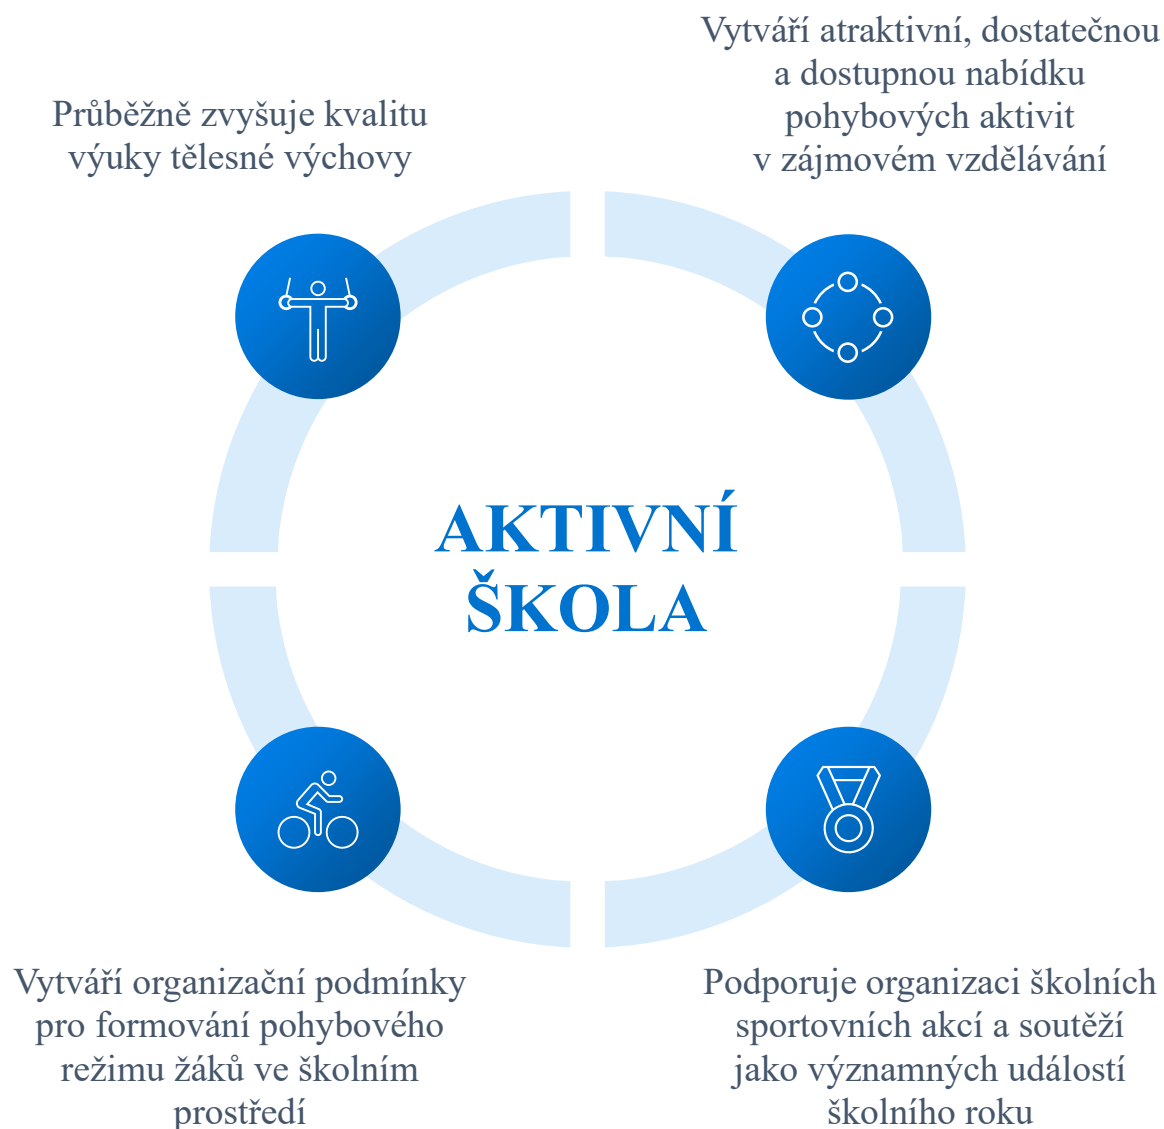 Průběžně zvyšuje kvalitu
výuky tělesné výchovy
Vytváří atraktivní, dostatečnou
a dostupnou nabídku
pohybových aktivit
v zájmovém vzdělávání
AKTIVNÍ
ŠKOLA
Vytváří organizační podmínky
pro formování pohybového
režimu žáků ve školním
prostředí
Podporuje organizaci školních
sportovních akcí a soutěží
jako významných událostí
školního roku